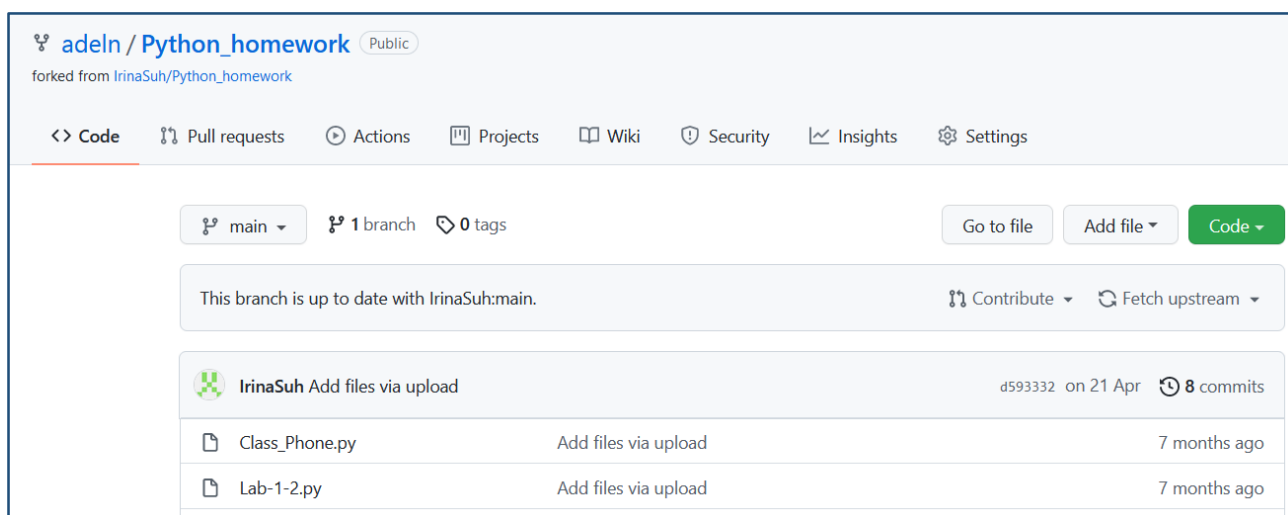 adeln / Python_homework Public
forked from IrinaSuh/Python_homework
Code Pull requests Actions Projects Wiki Security Insights Settings
main 1 branch 0 tags Go to file Add file Code
This branch is up to date with IrinaSuh:main. Contribute Fetch upstream
IrinaSuh Add files via upload d593332 on 21 Apr 8 commits
Class_Phone.py Add files via upload 7 months ago
Lab-1-2.py Add files via upload 7 months ago